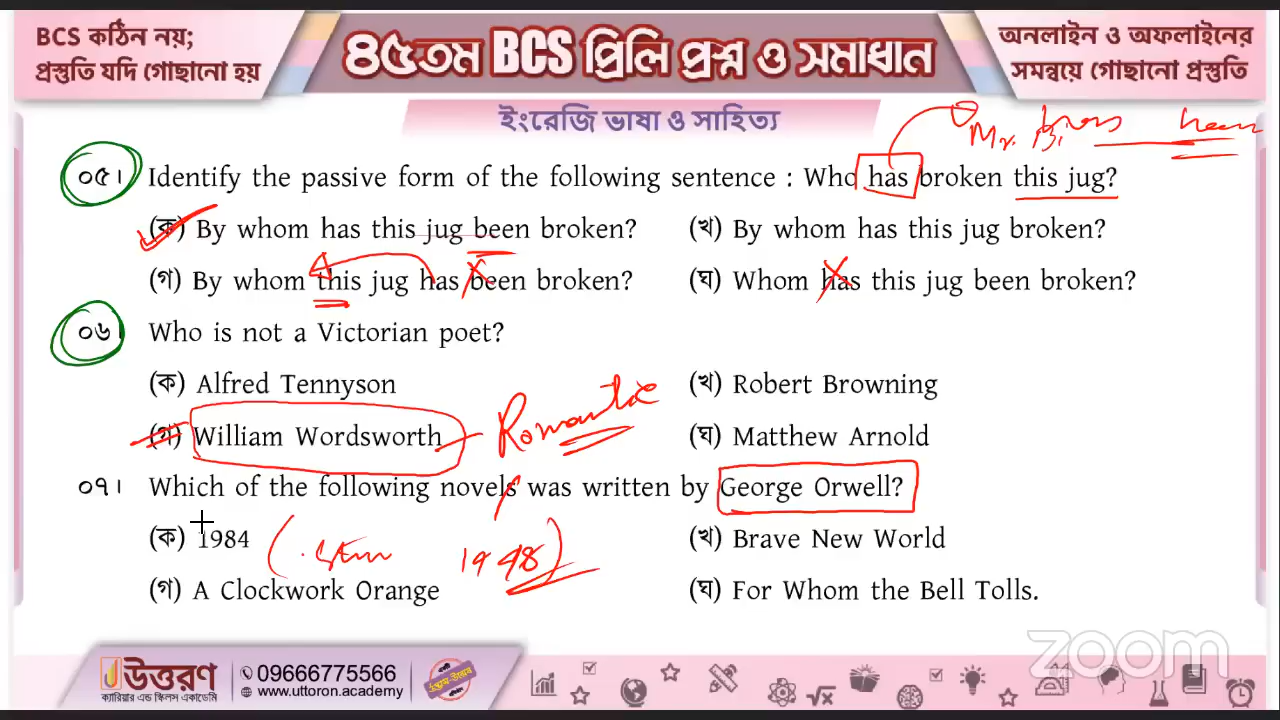 BCS কঠিন নয়;
প্রস্তুতি যদি গোছানো হয়
৪৫তম BCS প্রিলি প্রশ্ন ও সমাধান
অনলাইন ও অফলাইনের
সমন্বয়ে গোছানো প্রস্তুতি
ইংরেজি ভাষা ও সাহিত্য
০৫। Identify the passive form of the following sentence : Who has broken this jug?
(ক) By whom has this jug been broken? (খ) By whom has this jug broken?
(গ) By whom this jug has been broken? (ঘ) Whom has this jug been broken?
০৬। Who is not a Victorian poet?
(ক) Alfred Tennyson (খ) Robert Browning
(গ) William Wordsworth Romantic (ঘ) Matthew Arnold
০৭। Which of the following novels was written by George Orwell?
(ক) 1984 1948 (খ) Brave New World
(গ) A Clockwork Orange (ঘ) For Whom the Bell Tolls.
zoom
উত্তরণ
ক্যারিয়ার এন্ড স্কিলস একাডেমি
09666775566
www.uttoron.academy